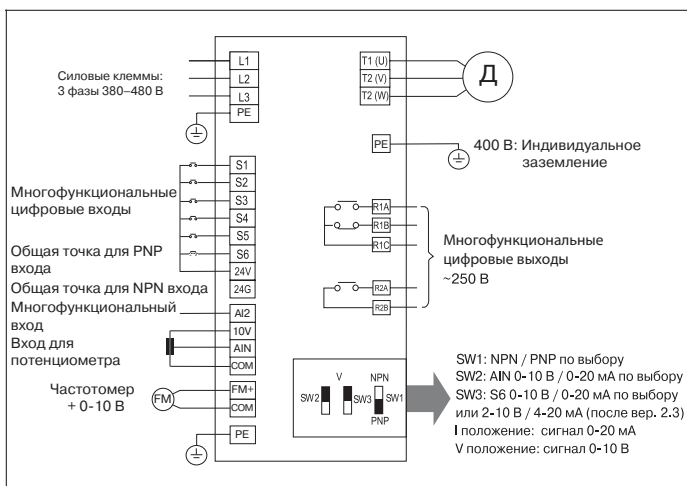 Силовые клеммы:
3 фазы 380–480 В
L1
L2
L3
PE
T1 (U)
T2 (V)
T2 (W)
Д
PE
400 В: Индивидуальное
заземление
Многофункциональные
цифровые входы
S1
S2
S3
S4
S5
S6
24V
24G
Общая точка для PNP
входа
Общая точка для NPN входа
Многофункциональный
вход
Вход для
потенциометра
AI2
10V
AIN
COM
Частотомер
+ 0-10 В
FM
FM+
COM
PE
R1A
R1B
R1C
R2A
R2B
Многофункциональные
цифровые выходы
~250 В
V
NPN
SW2
SW3
SW1
PNP
SW1: NPN / PNP по выбору
SW2: AIN 0-10 В / 0-20 мА по выбору
SW3: S6 0-10 В / 0-20 мА по выбору
или 2-10 В / 4-20 мА (после вер. 2.3)
I положение: сигнал 0-20 мА
V положение: сигнал 0-10 В